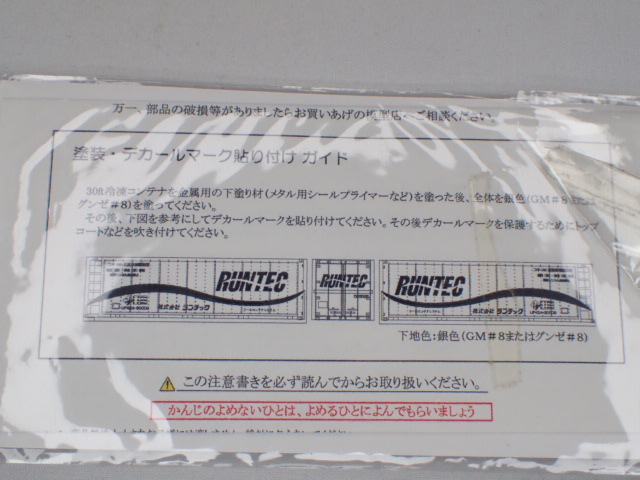 万一、部品の破損等がありましたらお買いあげの模型店へご相談ください。
塗装・デカールマーク貼り付け ガイド
30ft冷凍コンテナを金属用の下塗り材(メタル用シールプライマーなど)を塗った後、全体を銀色(GM#8または
グンゼ#8)を塗ってください。
その後、下図を参考にしてデカールマークを貼り付けてください。その後デカールマークを保護するためにトップ
コートなどを吹き付けてください。
RUNTEC
RUNTEC
RUNTEC
株式会社 ランテック
株式会社 ランテック
下地色:銀色(GM#8またはグンゼ#8)
この注意書きを必ず読んでからお取り扱いください。
かんじのよめないひとは、よめるひとによんでもらいましょう